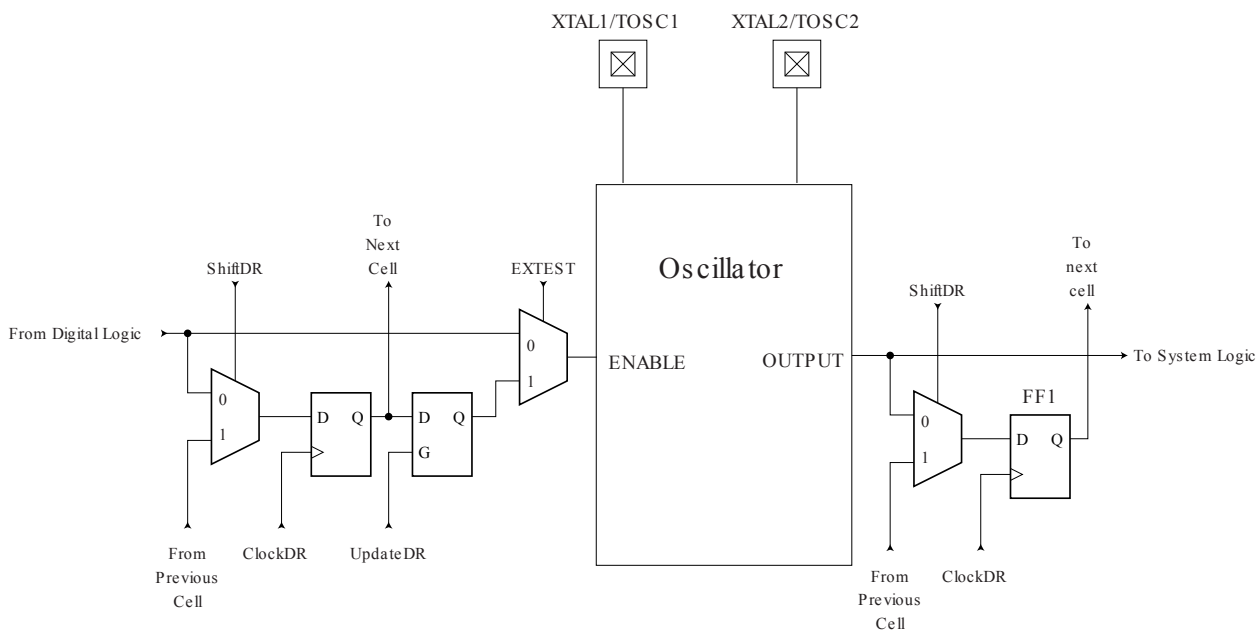 XTAL1/TOSC1
XTAL2/TOSC2
To
Next
Cell
ShiftDR
EXTEST
Oscillator
To
next
cell
ShiftDR
From Digital Logic
0
1
ENABLE
OUTPUT
To System Logic
0
1
D Q
D Q
G
FF1
0
1
D Q
From
Previous
Cell
ClockDR
UpdateDR
From
Previous
Cell
ClockDR